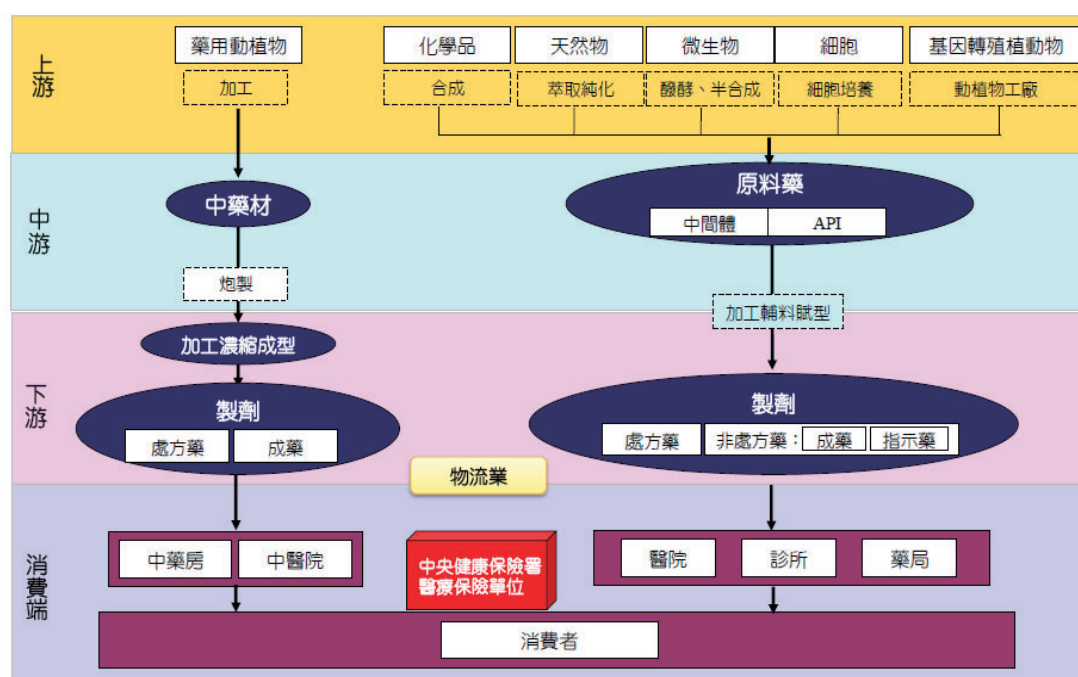 上游
藥用動植物
化學品
天然物
微生物
細胞
基因轉殖植動物
加工
合成
萃取純化
醱酵、半合成
細胞培養
動植物工廠
中游
中藥材
原料藥
中間體
API
炮製
加工輔料賦型
下游
加工濃縮成型
製劑
處方藥
成藥
製劑
處方藥
非處方藥：
成藥
指示藥
物流業
消費端
中藥房
中醫院
中央健康保險署
醫療保險單位
醫院
診所
藥局
消費者